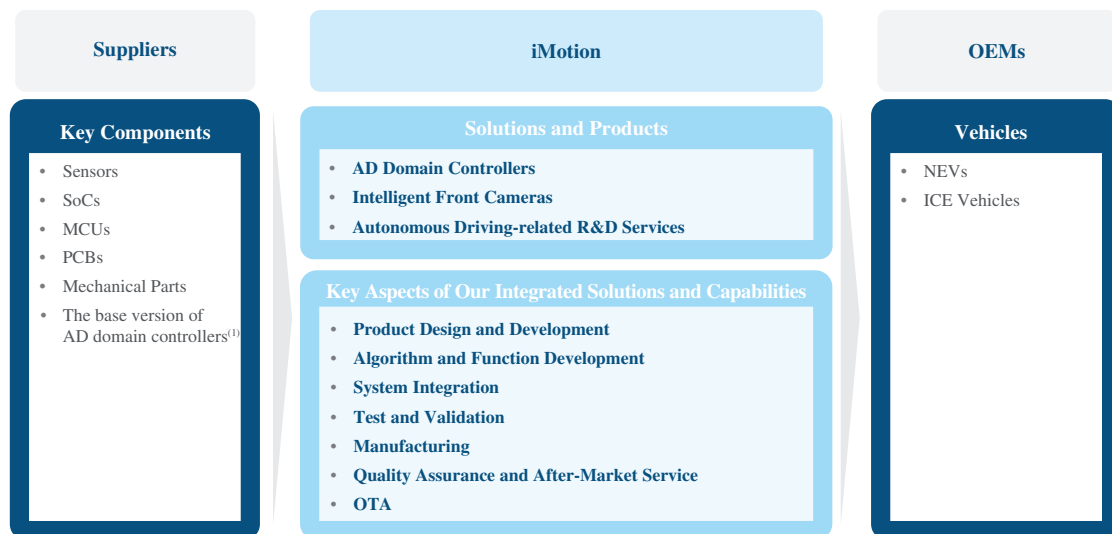 Suppliers
iMotion
OEMs
Key Components
• Sensors
• SoCs
• MCUs
• PCBs
• Mechanical Parts
• The base version of
AD domain controllers(1)
Solutions and Products
• AD Domain Controllers
• Intelligent Front Cameras
• Autonomous Driving-related R&D Services
Key Aspects of Our Integrated Solutions and Capabilities
• Product Design and Development
• Algorithm and Function Development
• System Integration
• Test and Validation
• Manufacturing
• Quality Assurance and After-Market Service
• OTA
Vehicles
• NEVs
• ICE Vehicles